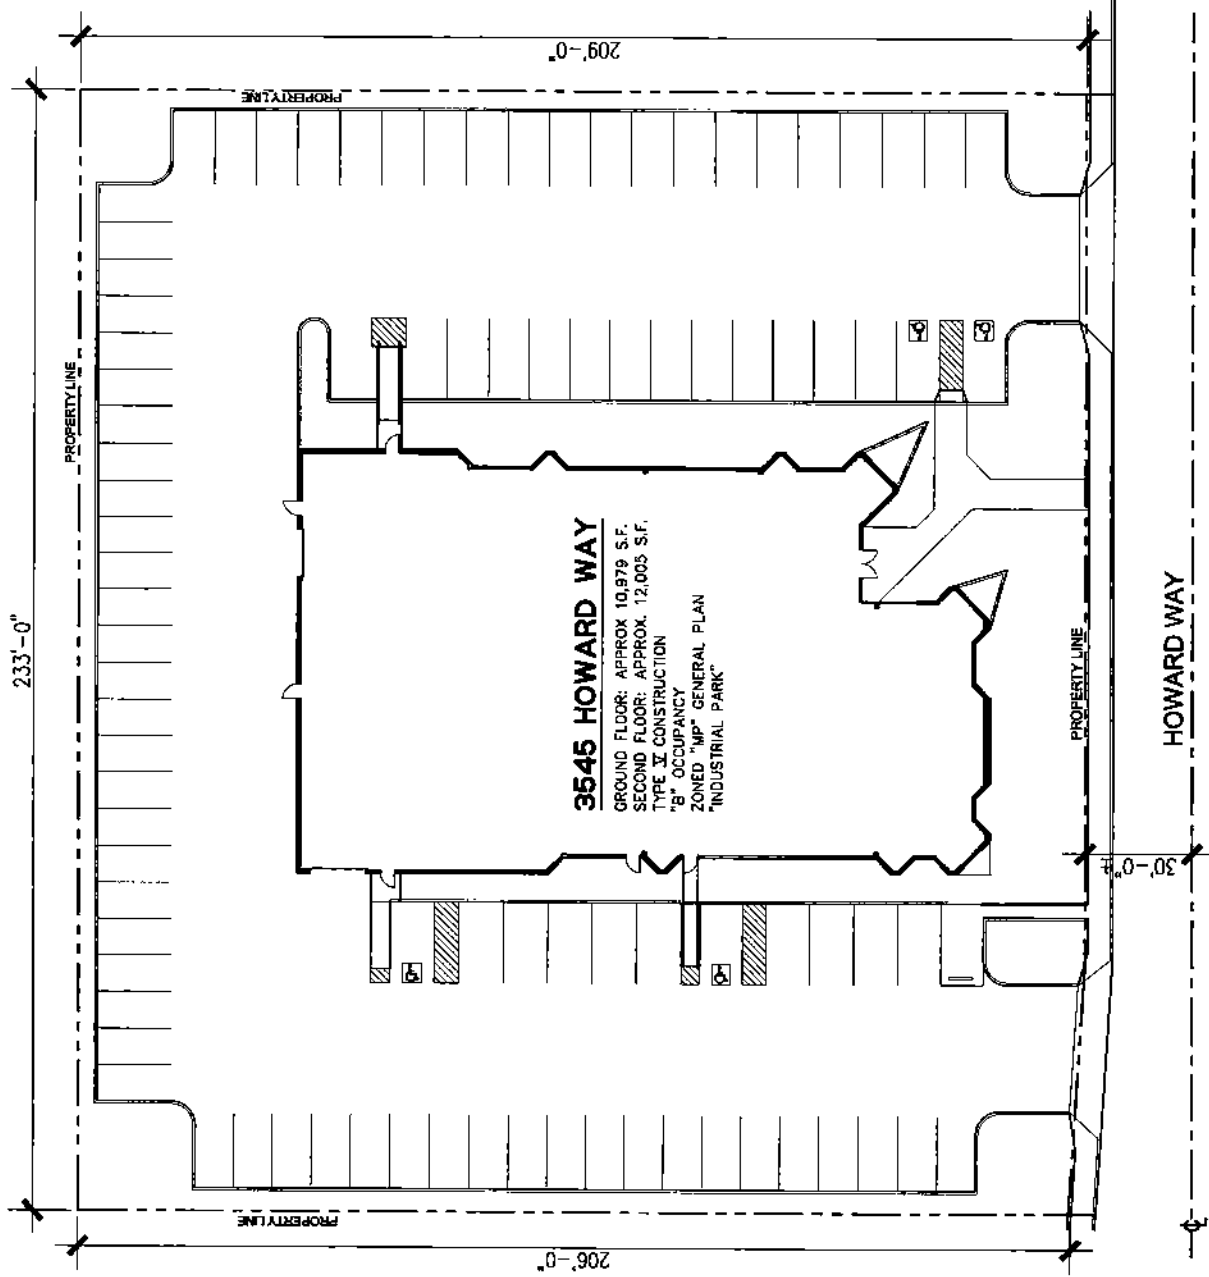 209'-0"
PROPERTY LINE
233'-0"
PROPERTY LINE
3545 HOWARD WAY
GROUND FLOOR: APPROX 10,979 S.F.
SECOND FLOOR: APPROX. 12,005 S.F.
TYPE V CONSTRUCTION
"B" OCCUPANCY
ZONED "MP" GENERAL PLAN
"INDUSTRIAL PARK"
PROPERTY LINE
HOWARD WAY
30'-0" ±
PROPERTY LINE
206'-0"